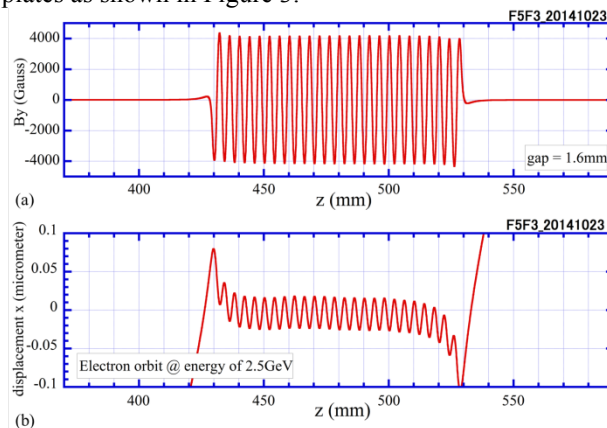 plates as shown in Figure 5.
F5F3_20141023
4000
2000
0
-2000
-4000
By (Gauss)
gap = 1.6mm
400
450
500
550
(a)
z (mm)
F5F3_20141023
0.1
0.05
0
-0.05
-0.1
displacement x (micrometer)
Electron orbit @ energy of 2.5GeV
400
450
500
550
(b)
z (mm)